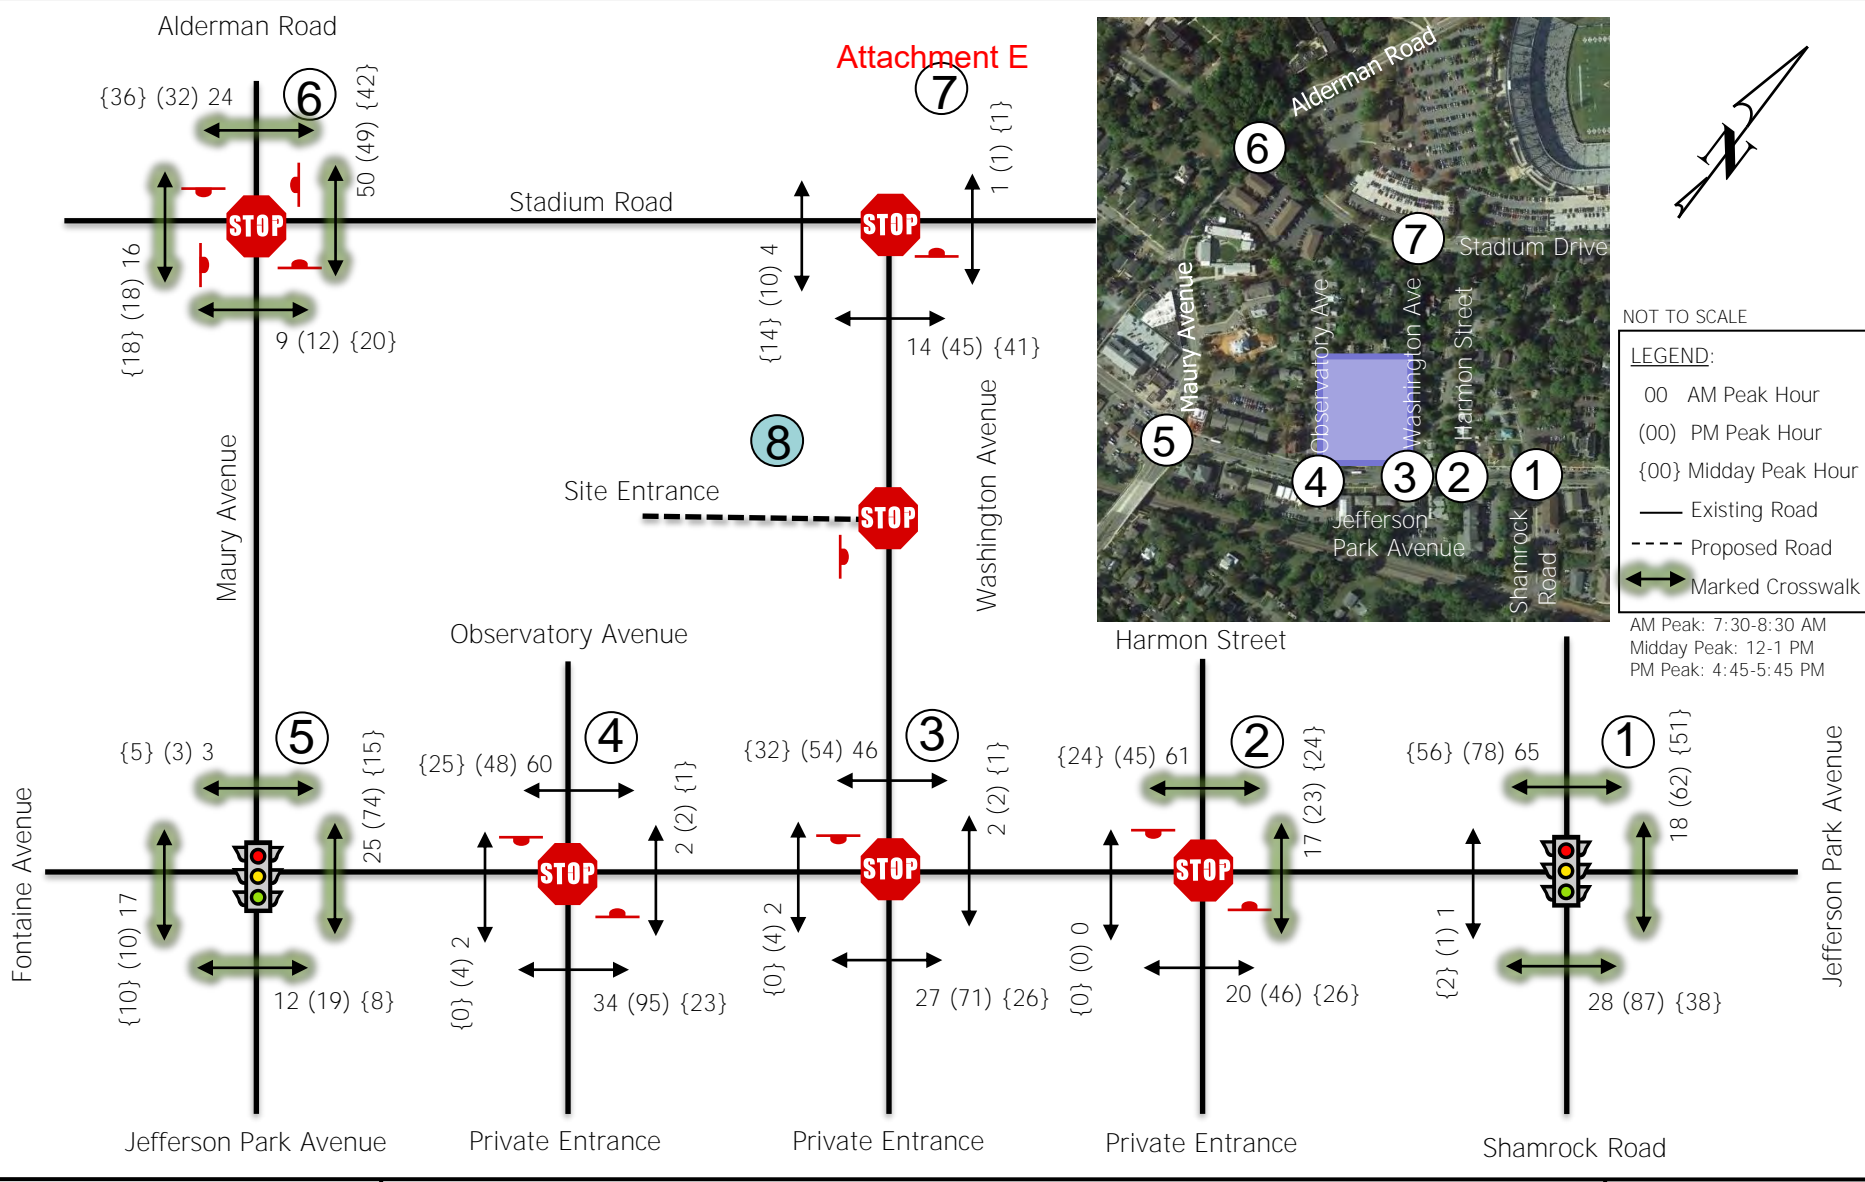 Alderman Road
Attachment E
{36} (32) 24
6
50 (49) {42}
7
1 (1) {1}
STOP
Stadium Road
STOP
{18} (18) 16
9 (12) {20}
{14} (10) 4
14 (45) {41}
Maury Avenue
8
Site Entrance
STOP
Washington Avenue
Alderman Road
6
7
Stadium Drive
Maury Avenue
Observatory Ave
Washington Ave
Harmon Street
5
4
3
2
1
Jefferson
Park Avenue
Shamrock
Road
N
NOT TO SCALE
LEGEND:
00 AM Peak Hour
(00) PM Peak Hour
{00} Midday Peak Hour
Existing Road
Proposed Road
Marked Crosswalk
AM Peak: 7:30-8:30 AM
Midday Peak: 12-1 PM
PM Peak: 4:45-5:45 PM
Observatory Avenue
Harmon Street
{5} (3) 3
5
25 (74) {15}
{25} (48) 60
4
2 (2) {1}
{32} (54) 46
3
2 (2) {1}
{24} (45) 61
2
17 (23) {24}
{56} (78) 65
1
18 (62) {51}
Fontaine Avenue
STOP
STOP
STOP
Jefferson Park Avenue
{10} (10) 17
12 (19) {8}
{0} (4) 2
34 (95) {23}
{0} (4) 2
27 (71) {26}
{0} (0) 0
20 (46) {26}
{2} (1) 1
28 (87) {38}
Jefferson Park Avenue
Private Entrance
Private Entrance
Private Entrance
Shamrock Road